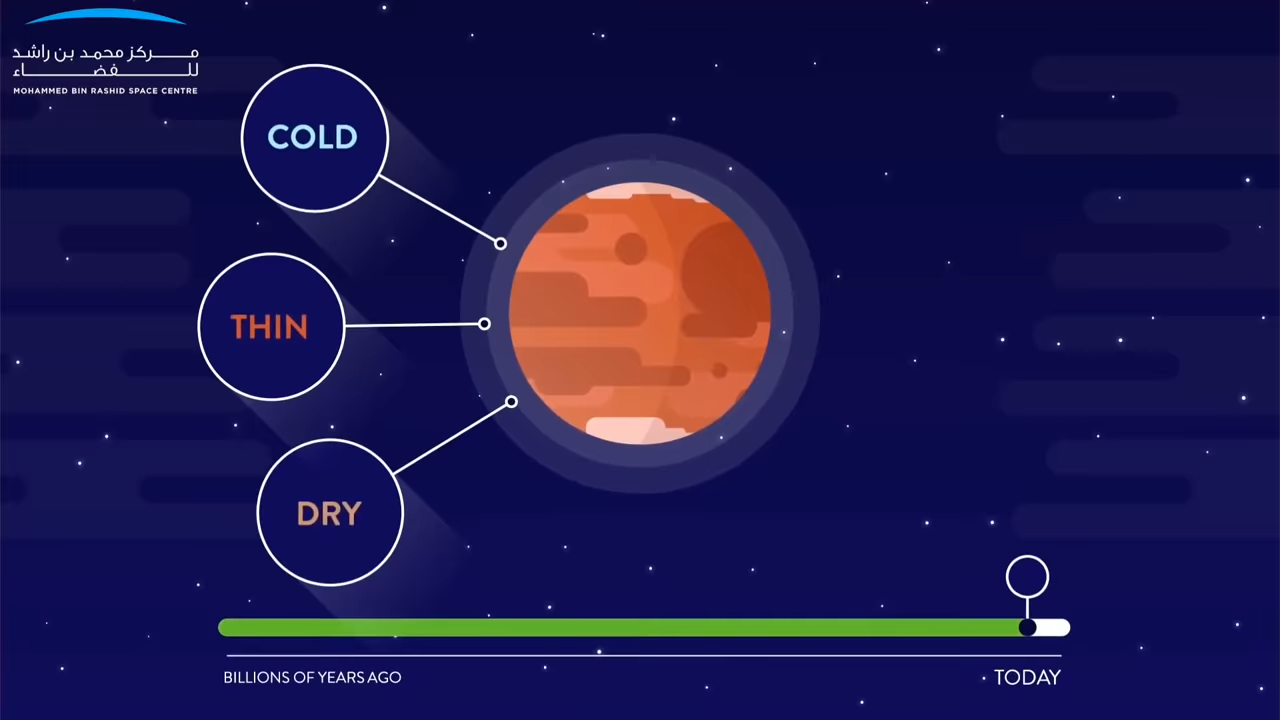 مركز محمد بن راشد
للفضاء
MOHAMMED BIN RASHID SPACE CENTRE
COLD
THIN
DRY
BILLIONS OF YEARS AGO
TODAY